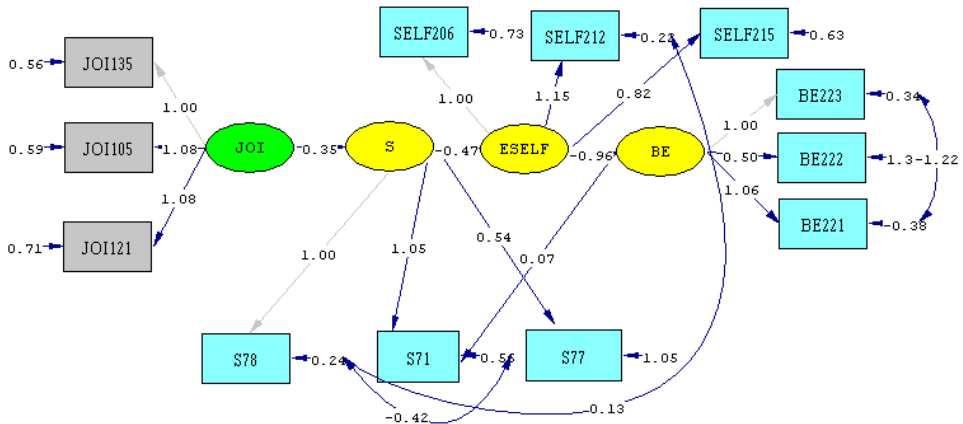 SELF206
0.73
SELF212
0.22
SELF215
0.63
0.56
JOI135
1.00
1.00
1.15
0.82
BE223
0.34
1.00
0.59
JOI105
1.08
JOI
0.35
S
-0.47
ESELF
-0.96
BE
0.50
BE222
1.3
-1.22
1.08
1.06
0.71
JOI121
1.00
1.05
0.54
0.07
BE221
-0.38
S78
0.24
S71
0.56
S77
1.05
-0.42
0.13